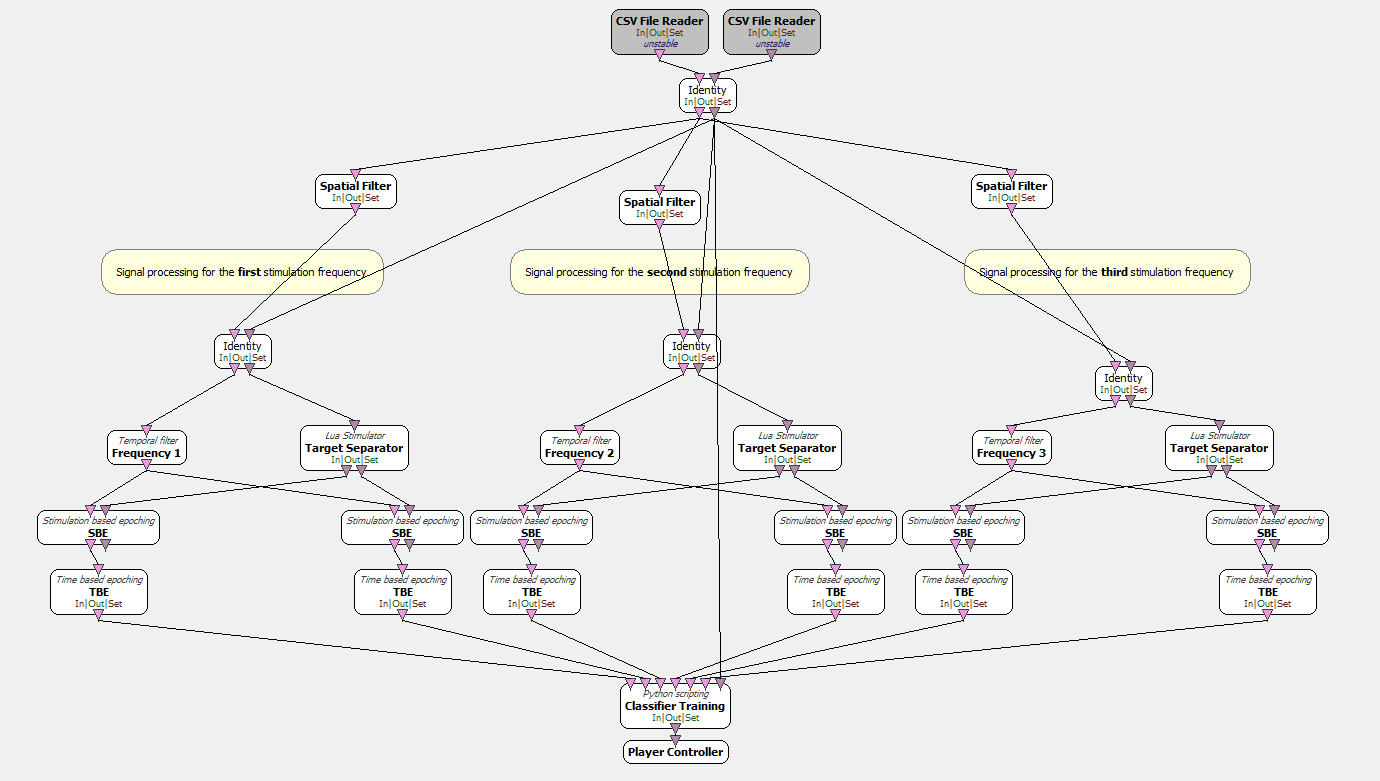 CSV File Reader
In|Out|Set
unstable
CSV File Reader
In|Out|Set
unstable
Identity
In|Out|Set
Spatial Filter
In|Out|Set
Spatial Filter
In|Out|Set
Spatial Filter
In|Out|Set
Signal processing for the first stimulation frequency
Signal processing for the second stimulation frequency
Signal processing for the third stimulation frequency
Identity
In|Out|Set
Identity
In|Out|Set
Identity
In|Out|Set
Temporal filter
Frequency 1
Lua Stimulator
Target Separator
In|Out|Set
Temporal filter
Frequency 2
Lua Stimulator
Target Separator
In|Out|Set
Temporal filter
Frequency 3
Lua Stimulator
Target Separator
In|Out|Set
Stimulation based epoching
SBE
Stimulation based epoching
SBE
Stimulation based epoching
SBE
Stimulation based epoching
SBE
Stimulation based epoching
SBE
Stimulation based epoching
SBE
Time based epoching
TBE
In|Out|Set
Time based epoching
TBE
In|Out|Set
Time based epoching
TBE
In|Out|Set
Time based epoching
TBE
In|Out|Set
Time based epoching
TBE
In|Out|Set
Time based epoching
TBE
In|Out|Set
Python scripting
Classifier Training
In|Out|Set
Player Controller